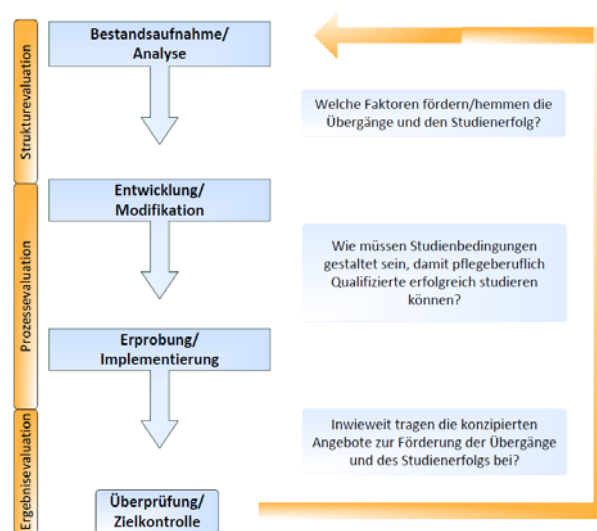 Strukturevaluation
Bestandsaufnahme/
Analyse
Welche Faktoren fördern/hemmen die
Übergänge und den Studienerfolg?
Prozessevaluation
Entwicklung/
Modifikation
Wie müssen Studienbedingungen
gestaltet sein, damit pflegeberuflich
Qualifizierte erfolgreich studieren
können?
Erprobung/
Implementierung
Ergebnisevaluation
Inwieweit tragen die konzipierten
Angebote zur Förderung der Übergänge
und des Studienerfolgs bei?
Überprüfung/
Zielkontrolle